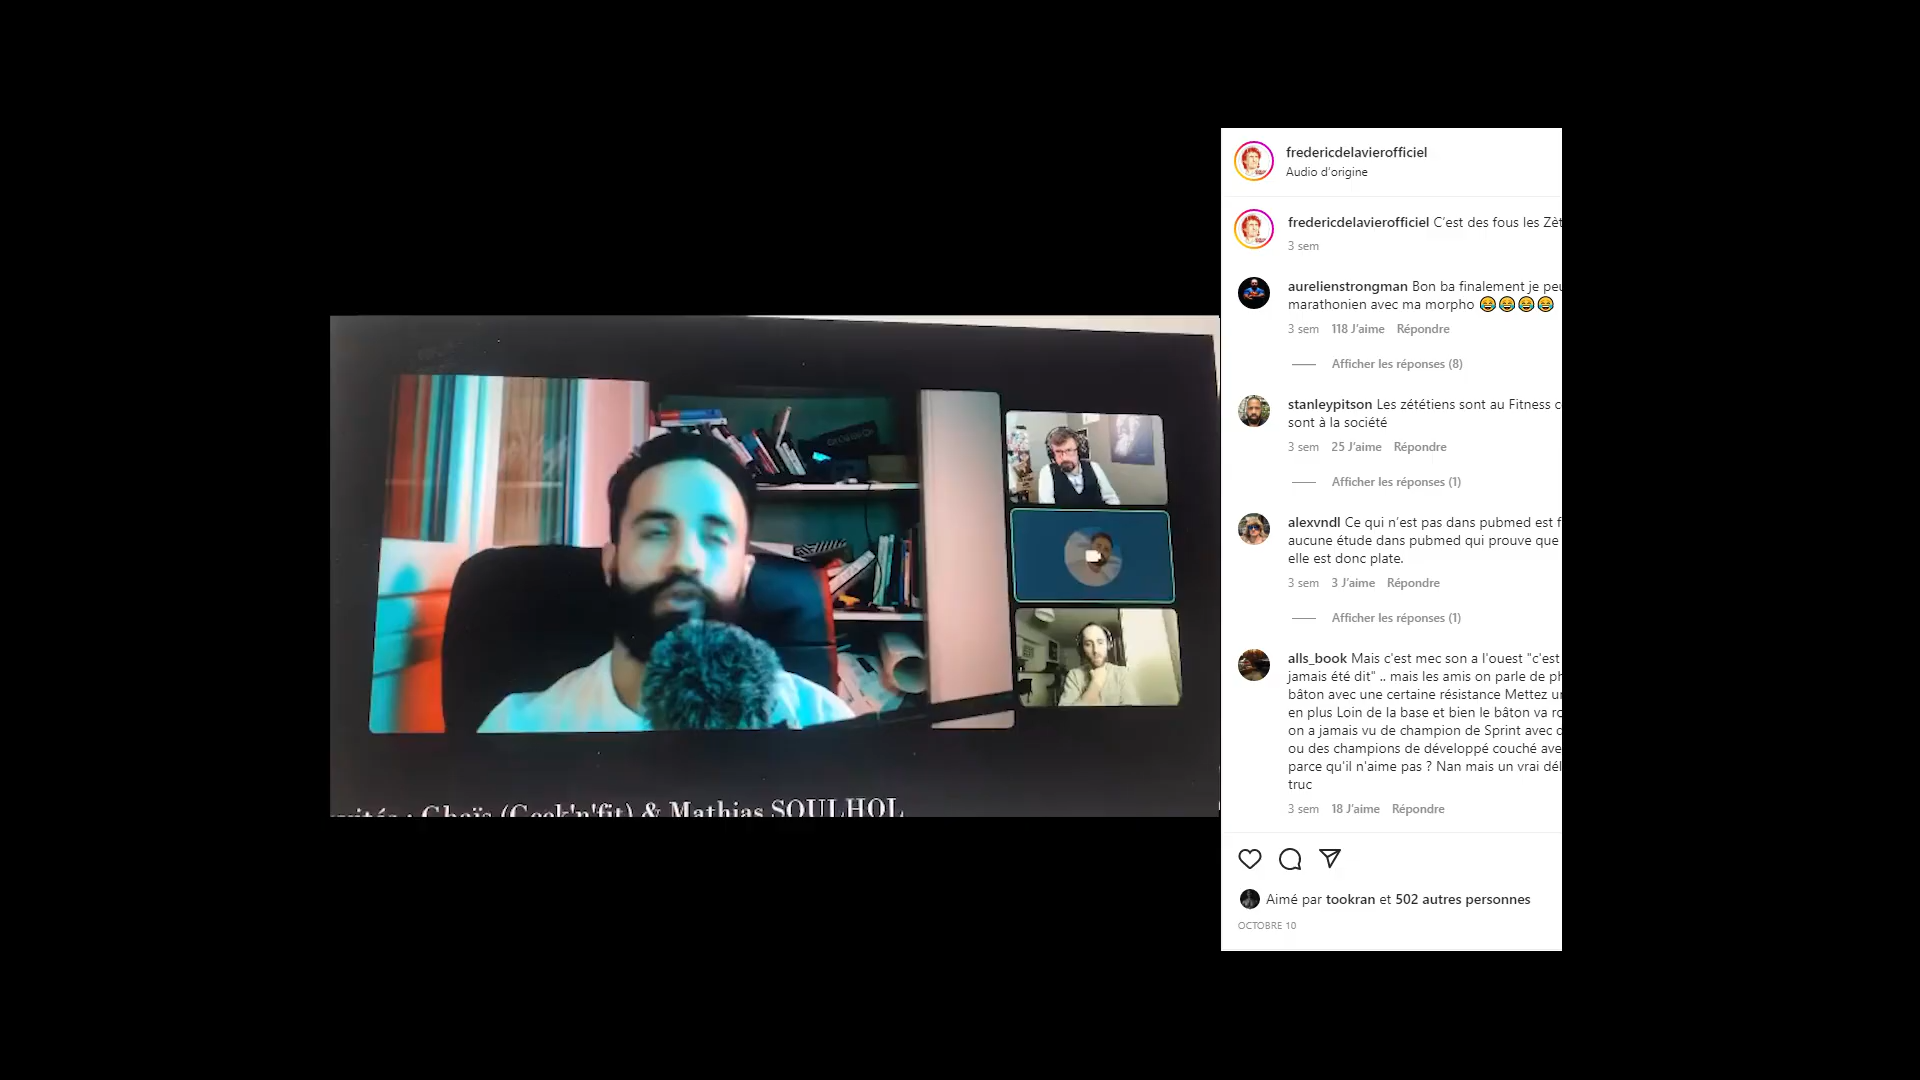 fredericdelavierofficiel
Audio d'origine
fredericdelavierofficiel C'est des fous les Zèt
3 sem
aurelienstrongman Bon ba finalement je peu
marathonien avec ma morpho 😂😂😂😂
3 sem 118 J'aime Répondre
Afficher les réponses (8)
stanleypitson Les zététiens sont au Fitness c
sont à la société
3 sem 25 J'aime Répondre
Afficher les réponses (1)
alexvndl Ce qui n'est pas dans pubmed est f
aucune étude dans pubmed qui prouve que
elle est donc plate.
3 sem 3 J'aime Répondre
Afficher les réponses (1)
alls_book Mais c'est mec son a l'ouest "c'est
jamais été dit" .. mais les amis on parle de ph
bâton avec une certaine résistance Mettez un
en plus Loin de la base et bien le bâton va ro
on a jamais vu de champion de Sprint avec d
ou des champions de développé couché ave
parce qu'il n'aime pas ? Nan mais un vrai dél
truc
3 sem 18 J'aime Répondre
Aimé par tookran et 502 autres personnes
OCTOBRE 10
(Geek'n'fit) & Mathias SOULHOL